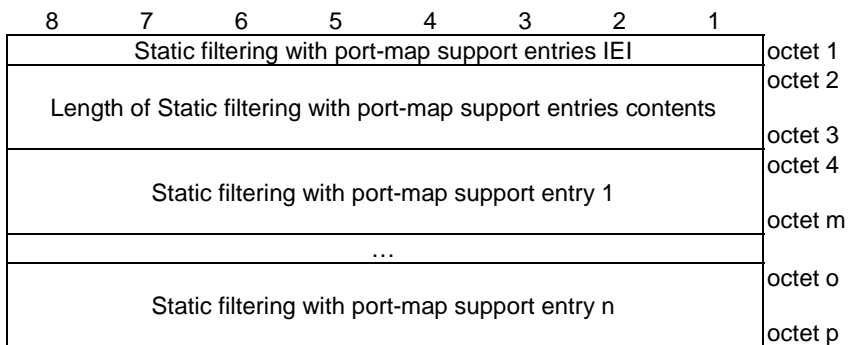 8 7 6 5 4 3 2 1
Static filtering with port-map support entries IEI octet 1
octet 2
Length of Static filtering with port-map support entries contents
octet 3
octet 4
Static filtering with port-map support entry 1
octet m
…
octet o
Static filtering with port-map support entry n
octet p